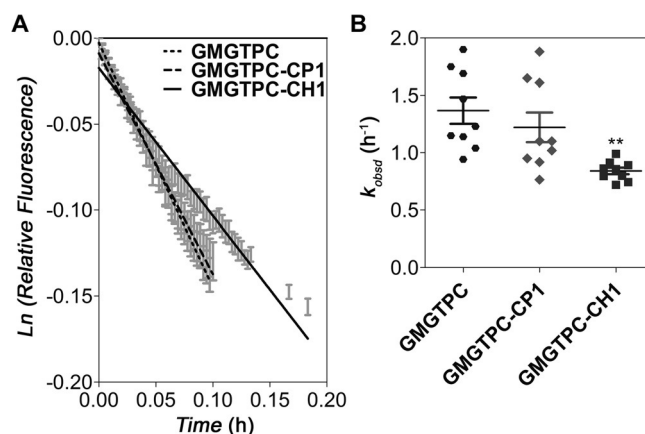 A
B
0.00
-0.05
-0.10
-0.15
-0.20
Ln (Relative Fluorescence)
GMGTPC
GMGTPC-CP1
GMGTPC-CH1
0.00 0.05 0.10 0.15 0.20
Time (h)
2.0
1.5
1.0
0.5
0.0
kobsd (h-1)
**
GMGTPC
GMGTPC-CP1
GMGTPC-CH1